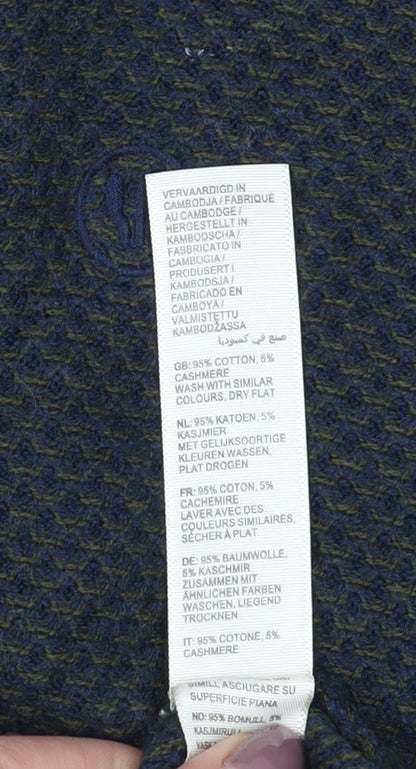 VERVAARDIGD IN
CAMBODJA / FABRIQUÉ
AU CAMBODGE /
HERGESTELLT IN
KAMBODSCHA /
FABBRICATO IN
CAMBOGIA /
PRODUSERT I
KAMBODSJA /
FABRICADO EN
CAMBOYA /
VALMISTETTU
KAMBODŽASSA
صنع في كمبوديا
GB: 95% COTTON, 5%
CASHMERE
WASH WITH SIMILAR
COLOURS, DRY FLAT
NL: 95% KATOEN, 5%
KASJMIER
MET GELIJKSOORTIGE
KLEUREN WASSEN,
PLAT DROGEN
FR: 95% COTON, 5%
CACHEMIRE
LAVER AVEC DES
COULEURS SIMILAIRES,
SÉCHER À PLAT
DE: 95% BAUMWOLLE,
5% KASCHMIR
ZUSAMMEN MIT
ÄHNLICHEN FARBEN
WASCHEN, LIEGEND
TROCKNEN
IT: 95% COTONE, 5%
CASHMERE
SIMILI, ASCIUGARE SU
SUPERFICIE PIANA
NO: 95% BOMULL, 5%